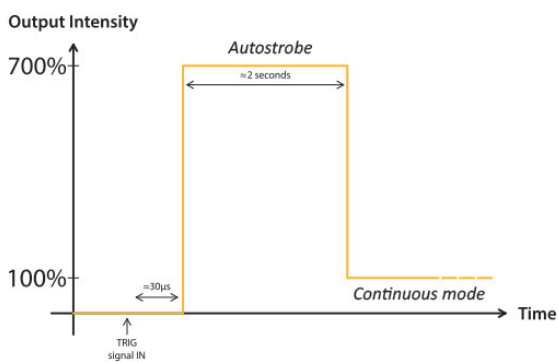 Output Intensity
700%
Autostrobe
≈2 seconds
100%
≈30µs
Continuous mode
Time
TRIG
signal IN